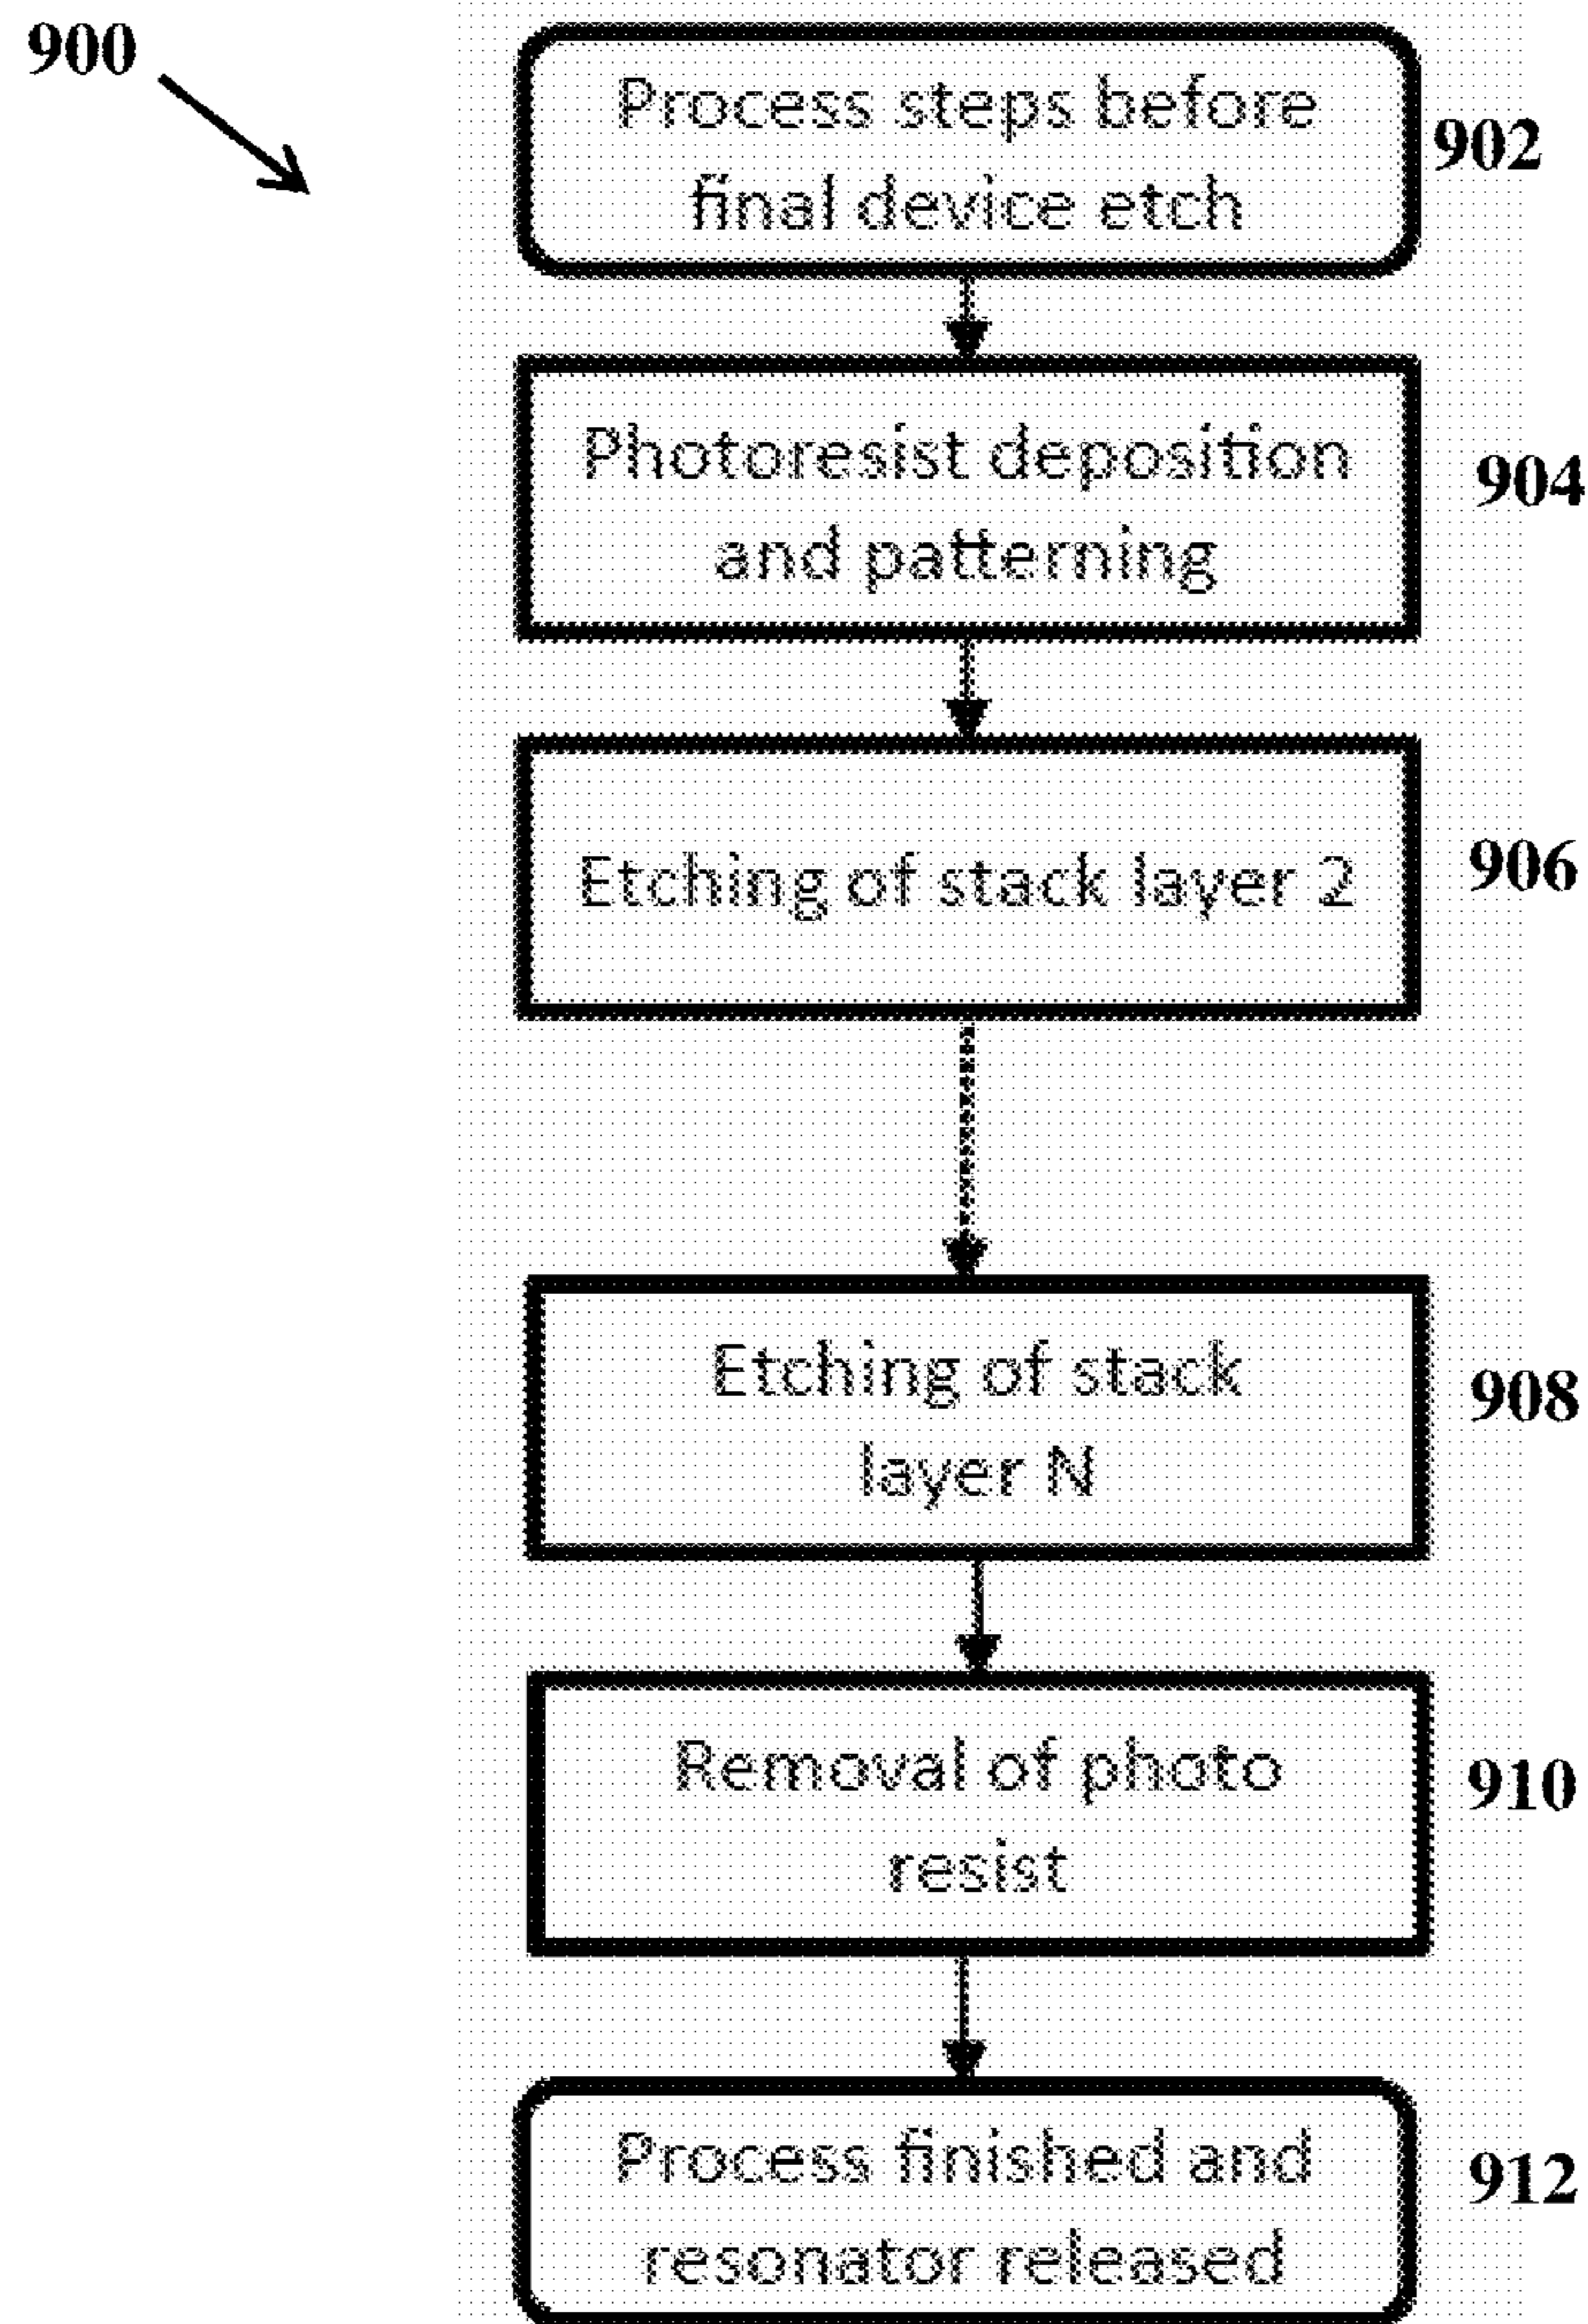 900
Process steps before
final device etch
902
Photoresist deposition
and patterning
904
Etching of stack layer 2
906
Etching of stack
layer N
908
Removal of photo
resist
910
Process finished and
resonator released
912